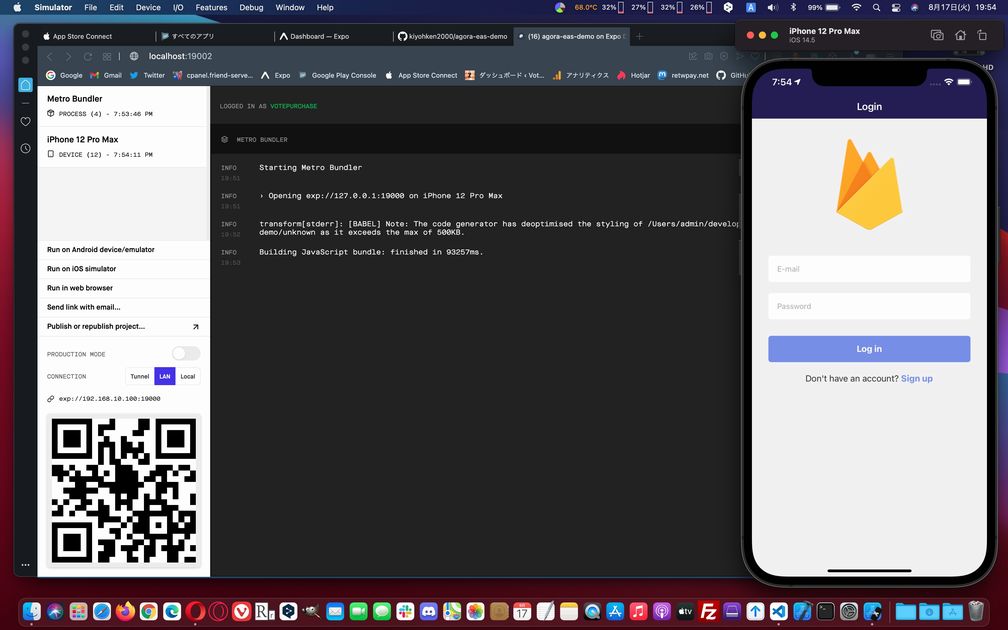 Simulator File Edit Device I/O Features Debug Window Help
68.0°C 32% 27% 32% 26% A 99% 8月17日(火) 19:54
App Store Connect
すべてのアプリ
Dashboard — Expo
kiyohken2000/agora-eas-demo
(16) agora-eas-demo on Expo D
localhost:19002
Google Gmail Twitter cpanel.friend-serve... Expo Google Play Console App Store Connect ダッシュボード ‹ Vot... アナリティクス Hotjar retwpay.net GitHu
HD
Metro Bundler
PROCESS (4) - 7:53:46 PM
iPhone 12 Pro Max
DEVICE (12) - 7:54:11 PM
Run on Android device/emulator
Run on iOS simulator
Run in web browser
Send link with email...
Publish or republish project...
PRODUCTION MODE
CONNECTION
Tunnel LAN Local
exp://192.168.10.100:19000
LOGGED IN AS VOTEPURCHASE
METRO BUNDLER
INFO Starting Metro Bundler
19:51
INFO › Opening exp://127.0.0.1:19000 on iPhone 12 Pro Max
19:51
INFO transform[stderr]: [BABEL] Note: The code generator has deoptimised the styling of /Users/admin/develop
19:52 demo/unknown as it exceeds the max of 500KB.
INFO Building JavaScript bundle: finished in 93257ms.
19:53
iPhone 12 Pro Max
iOS 14.5
7:54
Login
E-mail
Password
Log in
Don't have an account? Sign up
17
tv